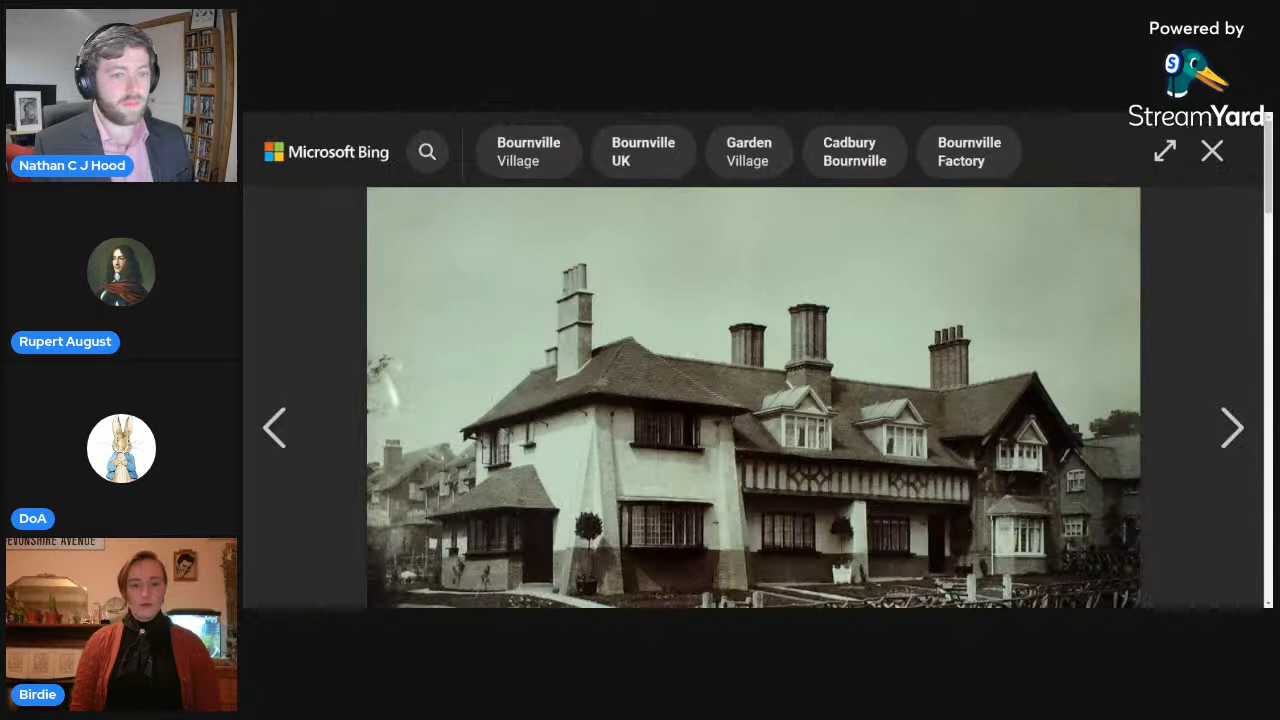 Powered by
StreamYard
Microsoft Bing
Bournville
Village
Bournville
UK
Garden
Village
Cadbury
Bournville
Bournville
Factory
Nathan C J Hood
Rupert August
DoA
EVONSHIRE AVENUE
Birdie